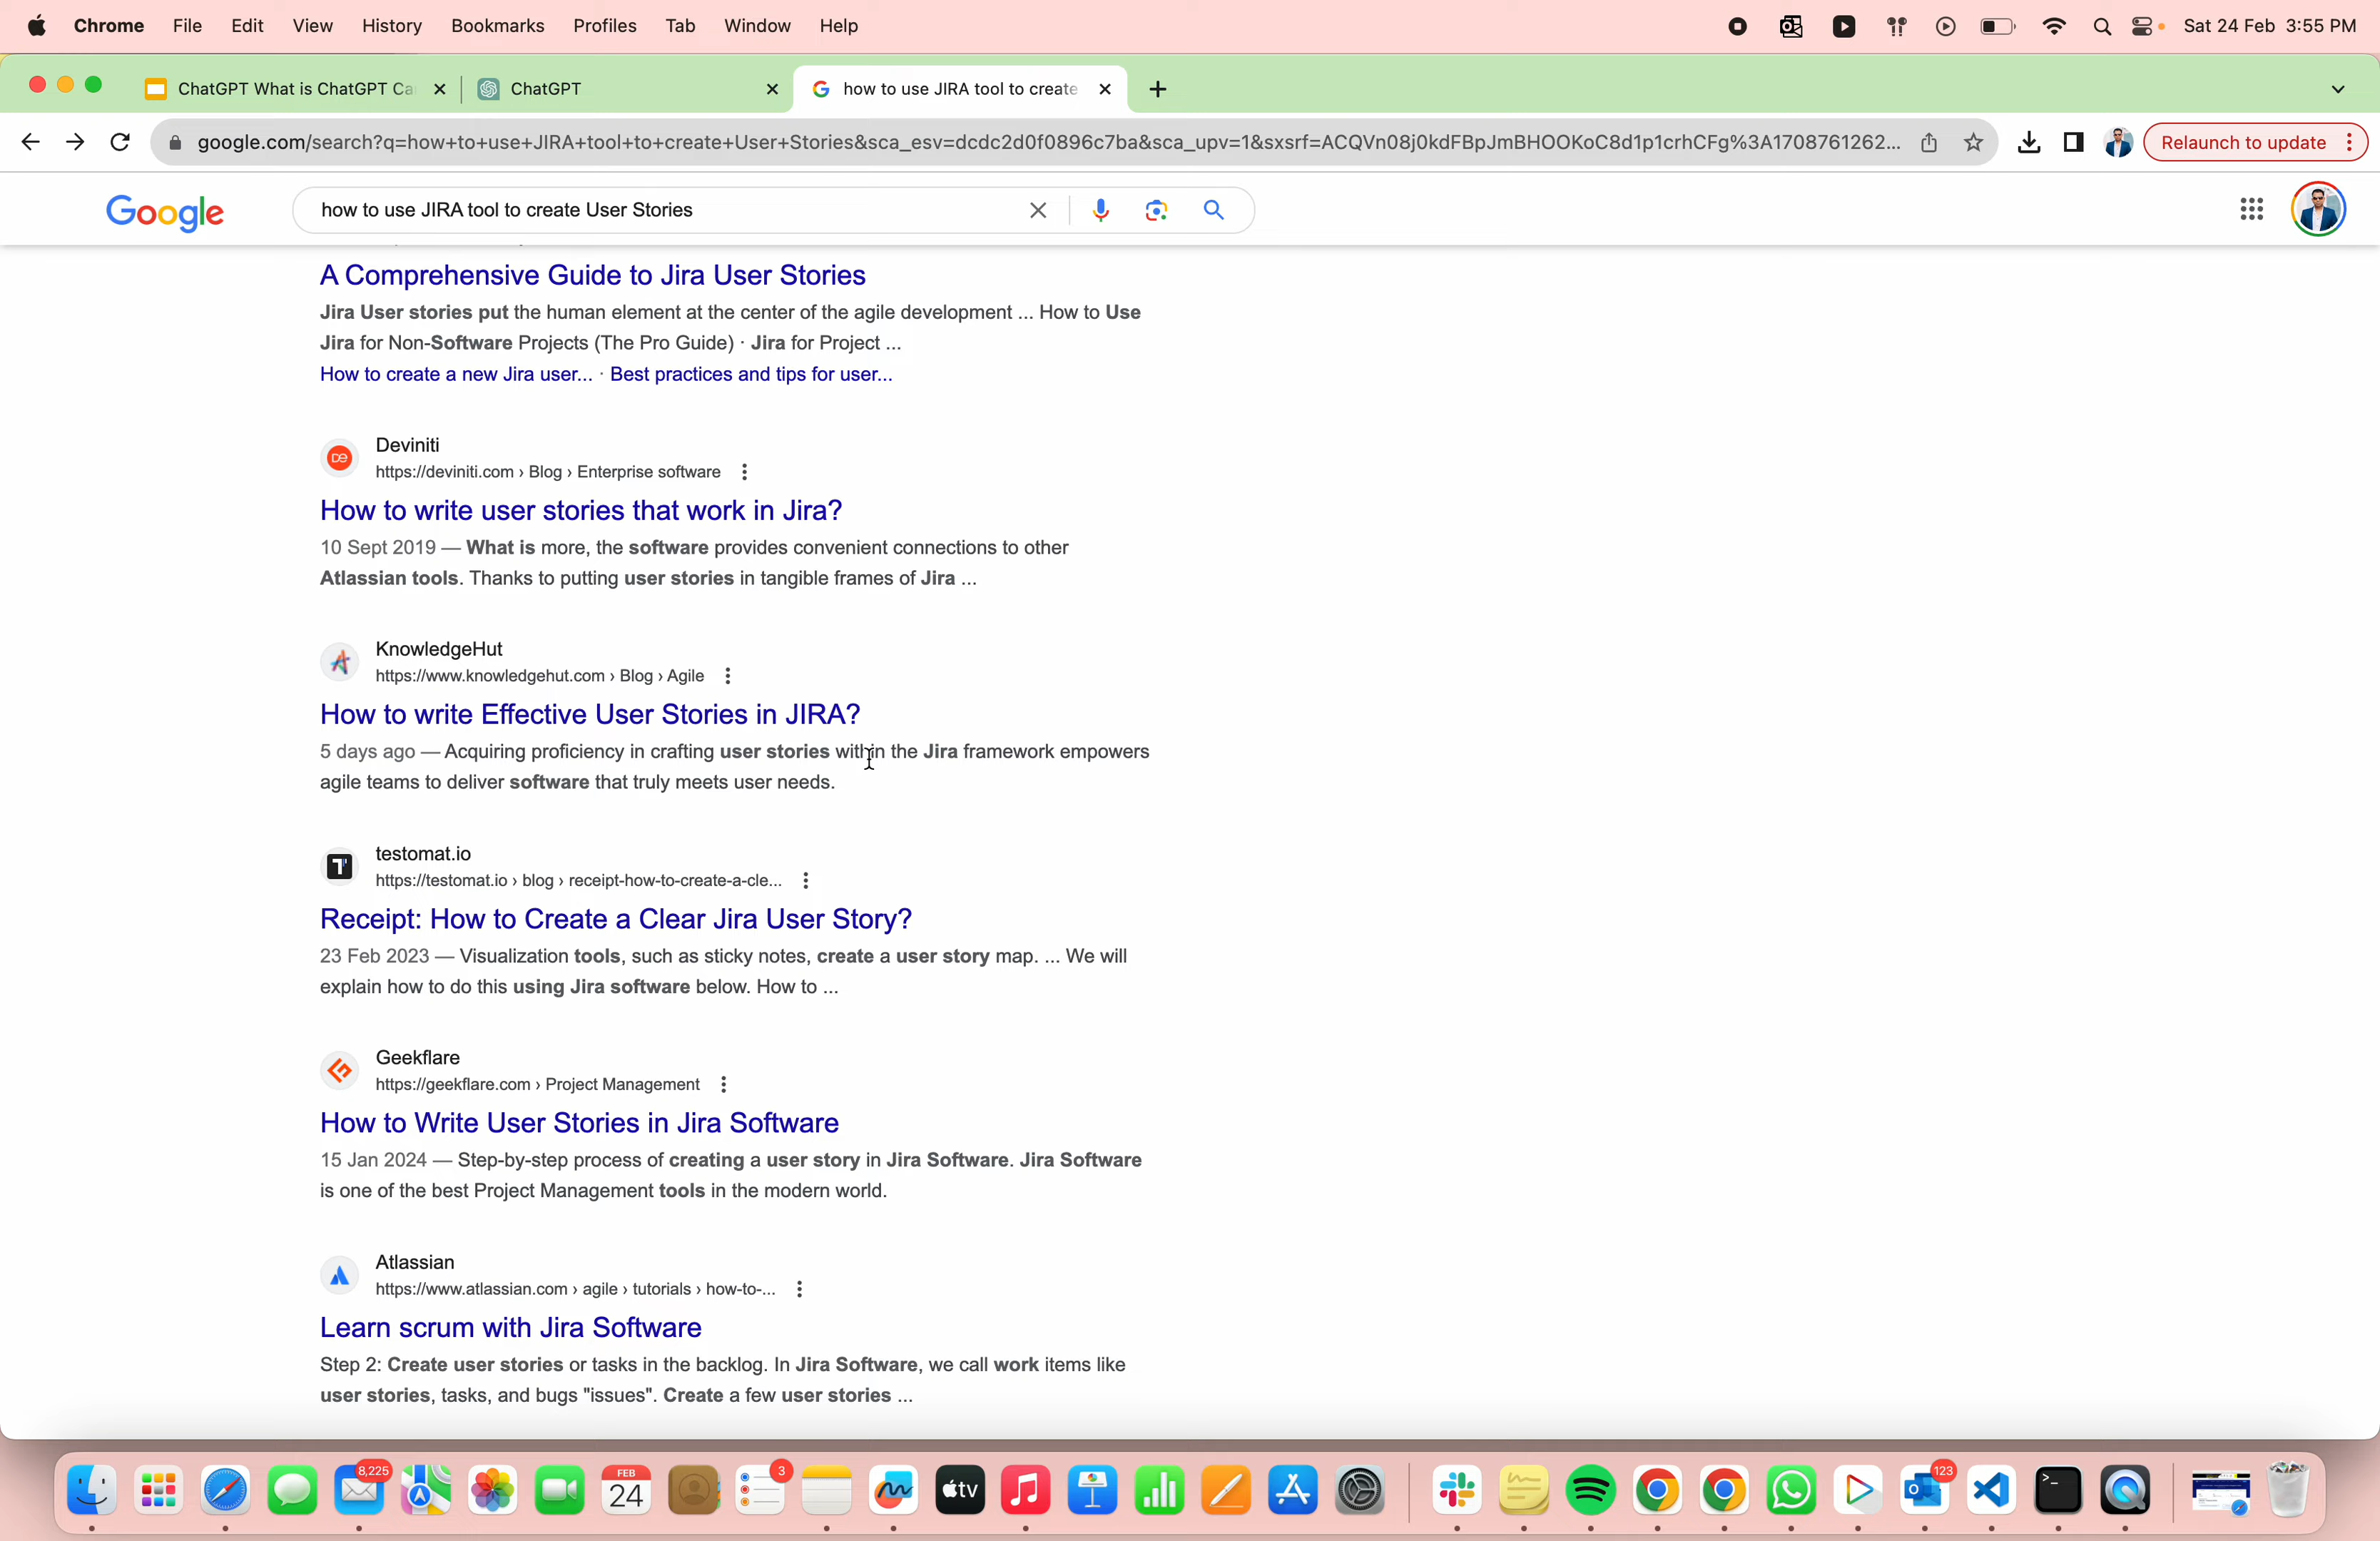 Chrome File Edit View History Bookmarks Profiles Tab Window Help Sat 24 Feb 3:55 PM
ChatGPT What is ChatGPT Ca ChatGPT how to use JIRA tool to create
google.com/search?q=how+to+use+JIRA+tool+to+create+User+Stories&sca_esv=dcdc2d0f0896c7ba&sca_upv=1&sxsrf=ACQVn08j0kdFBpJmBHOOKoC8d1p1crhCFg%3A1708761262... Relaunch to update
Google how to use JIRA tool to create User Stories
A Comprehensive Guide to Jira User Stories
Jira User stories put the human element at the center of the agile development ... How to Use
Jira for Non-Software Projects (The Pro Guide) · Jira for Project ...
How to create a new Jira user... · Best practices and tips for user...
Deviniti
https://deviniti.com › Blog › Enterprise software
How to write user stories that work in Jira?
10 Sept 2019 — What is more, the software provides convenient connections to other
Atlassian tools. Thanks to putting user stories in tangible frames of Jira ...
KnowledgeHut
https://www.knowledgehut.com › Blog › Agile
How to write Effective User Stories in JIRA?
5 days ago — Acquiring proficiency in crafting user stories within the Jira framework empowers
agile teams to deliver software that truly meets user needs.
testomat.io
https://testomat.io › blog › receipt-how-to-create-a-cle...
Receipt: How to Create a Clear Jira User Story?
23 Feb 2023 — Visualization tools, such as sticky notes, create a user story map. ... We will
explain how to do this using Jira software below. How to ...
Geekflare
https://geekflare.com › Project Management
How to Write User Stories in Jira Software
15 Jan 2024 — Step-by-step process of creating a user story in Jira Software. Jira Software
is one of the best Project Management tools in the modern world.
Atlassian
https://www.atlassian.com › agile › tutorials › how-to-...
Learn scrum with Jira Software
Step 2: Create user stories or tasks in the backlog. In Jira Software, we call work items like
user stories, tasks, and bugs "issues". Create a few user stories ...
8,225 FEB 24 3 tv 123